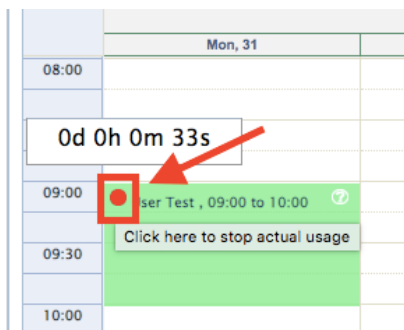 Mon, 31
08:00
0d 0h 0m 33s
09:00
User Test , 09:00 to 10:00 ?
Click here to stop actual usage
09:30
10:00